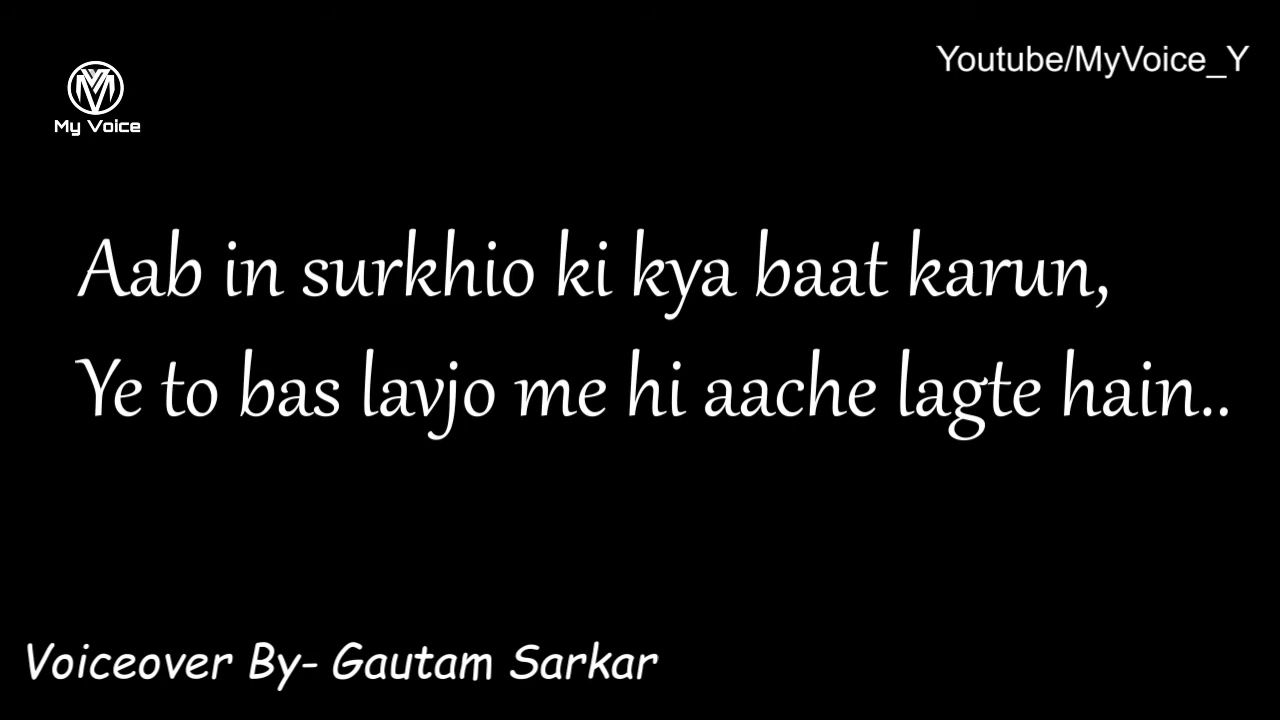 Youtube/MyVoice_Y
My Voice
Aab in surkhio ki kya baat karun,
Ye to bas lavjo me hi aache lagte hain..
Voiceover By- Gautam Sarkar